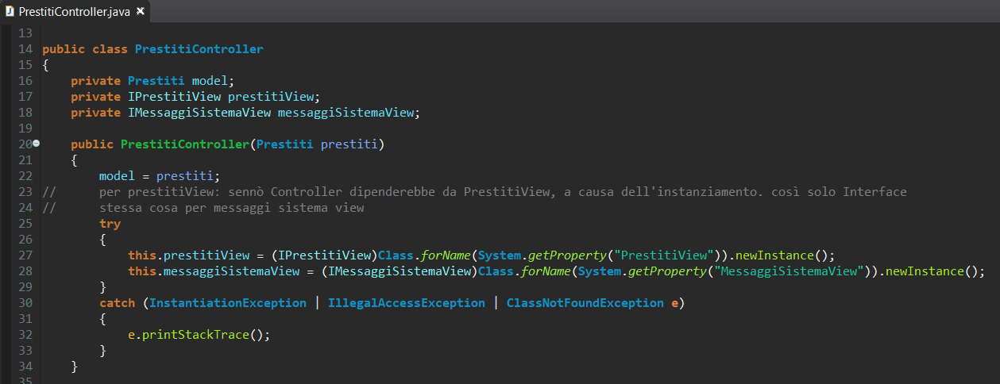 PrestitiController.java
13
14 public class PrestitiController
15 {
16     private Prestiti model;
17     private IPrestitiView prestitiView;
18     private IMessaggiSistemaView messaggiSistemaView;
19
20     public PrestitiController(Prestiti prestiti)
21     {
22         model = prestiti;
23 //      per prestitiView: sennò Controller dipenderebbe da PrestitiView, a causa dell'instanziamento. così solo Interface
24 //      stessa cosa per messaggi sistema view
25         try
26         {
27             this.prestitiView = (IPrestitiView)Class.forName(System.getProperty("PrestitiView")).newInstance();
28             this.messaggiSistemaView = (IMessaggiSistemaView)Class.forName(System.getProperty("MessaggiSistemaView")).newInstance();
29         }
30         catch (InstantiationException | IllegalAccessException | ClassNotFoundException e)
31         {
32             e.printStackTrace();
33         }
34     }
35